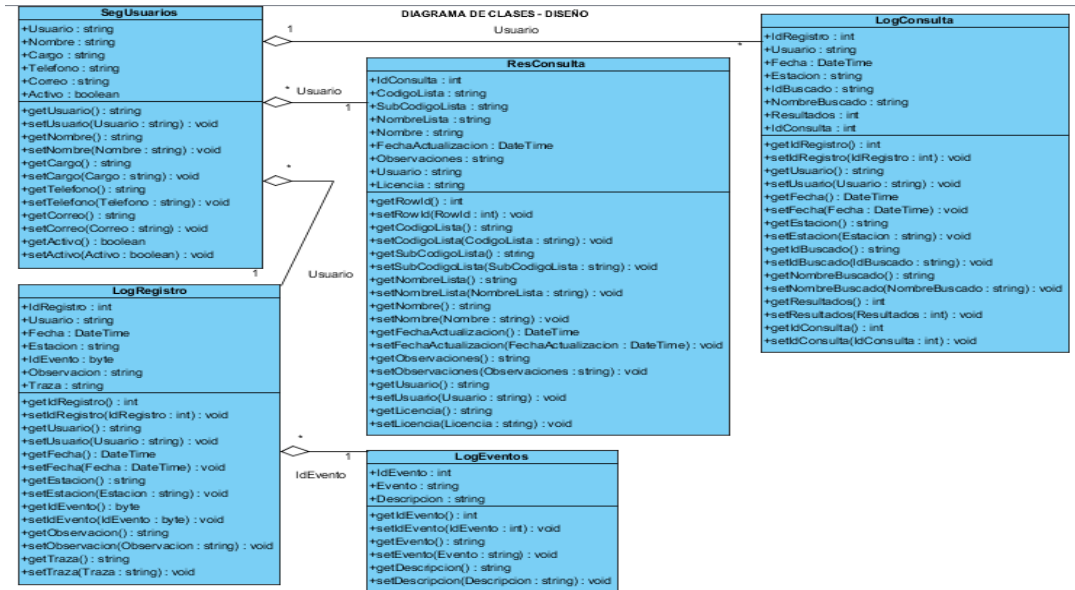 DIAGRAMA DE CLASES - DISEÑO
SegUsuarios
+Usuario : string
+Nombre : string
+Cargo : string
+Telefono : string
+Correo : string
+Activo : boolean
+getUsuario() : string
+setUsuario(Usuario : string) : void
+getNombre() : string
+setNombre(Nombre : string) : void
+getCargo() : string
+setCargo(Cargo : string) : void
+getTelefono() : string
+setTelefono(Telefono : string) : void
+getCorreo() : string
+setCorreo(Correo : string) : void
+getActivo() : boolean
+setActivo(Activo : boolean) : void
1
Usuario
*
* Usuario
1
*
Usuario
1
LogConsulta
+IdRegistro : int
+Usuario : string
+Fecha : DateTime
+Estacion : string
+IdBuscado : string
+NombreBuscado : string
+Resultados : int
+IdConsulta : int
+getIdRegistro() : int
+setIdRegistro(IdRegistro : int) : void
+getUsuario() : string
+setUsuario(Usuario : string) : void
+getFecha() : DateTime
+setFecha(Fecha : DateTime) : void
+getEstacion() : string
+setEstacion(Estacion : string) : void
+getIdBuscado() : string
+setIdBuscado(IdBuscado : string) : void
+getNombreBuscado() : string
+setNombreBuscado(NombreBuscado : string) : void
+getResultados() : int
+setResultados(Resultados : int) : void
+getIdConsulta() : int
+setIdConsulta(IdConsulta : int) : void
ResConsulta
+IdConsulta : int
+CodigoLista : string
+SubCodigoLista : string
+NombreLista : string
+Nombre : string
+FechaActualizacion : DateTime
+Observaciones : string
+Usuario : string
+Licencia : string
+getRowId() : int
+setRowId(RowId : int) : void
+getCodigoLista() : string
+setCodigoLista(CodigoLista : string) : void
+getSubCodigoLista() : string
+setSubCodigoLista(SubCodigoLista : string) : void
+getNombreLista() : string
+setNombreLista(NombreLista : string) : void
+getNombre() : string
+setNombre(Nombre : string) : void
+getFechaActualizacion() : DateTime
+setFechaActualizacion(FechaActualizacion : DateTime) : void
+getObservaciones() : string
+setObservaciones(Observaciones : string) : void
+getUsuario() : string
+setUsuario(Usuario : string) : void
+getLicencia() : string
+setLicencia(Licencia : string) : void
LogRegistro
+IdRegistro : int
+Usuario : string
+Fecha : DateTime
+Estacion : string
+IdEvento : byte
+Observacion : string
+Traza : string
+getIdRegistro() : int
+setIdRegistro(IdRegistro : int) : void
+getUsuario() : string
+setUsuario(Usuario : string) : void
+getFecha() : DateTime
+setFecha(Fecha : DateTime) : void
+getEstacion() : string
+setEstacion(Estacion : string) : void
+getIdEvento() : byte
+setIdEvento(IdEvento : byte) : void
+getObservacion() : string
+setObservacion(Observacion : string) : void
+getTraza() : string
+setTraza(Traza : string) : void
*
1
IdEvento
LogEventos
+IdEvento : int
+Evento : string
+Descripcion : string
+getIdEvento() : int
+setIdEvento(IdEvento : int) : void
+getEvento() : string
+setEvento(Evento : string) : void
+getDescripcion() : string
+setDescripcion(Descripcion : string) : void